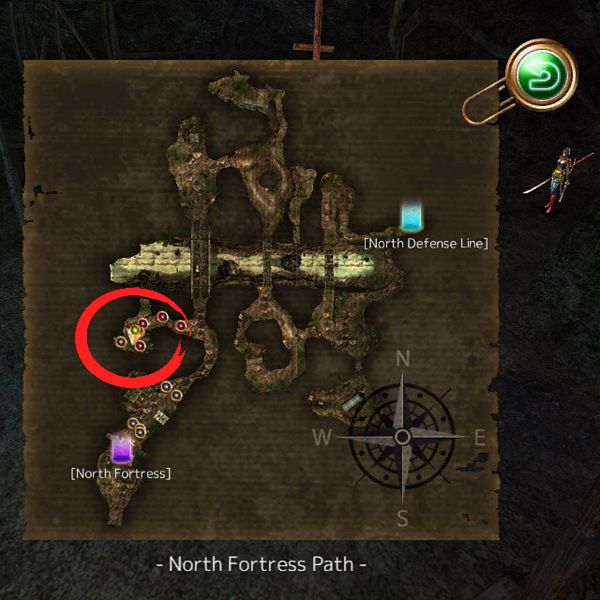 [North Defense Line]
N
W
E
[North Fortress]
S
- North Fortress Path -